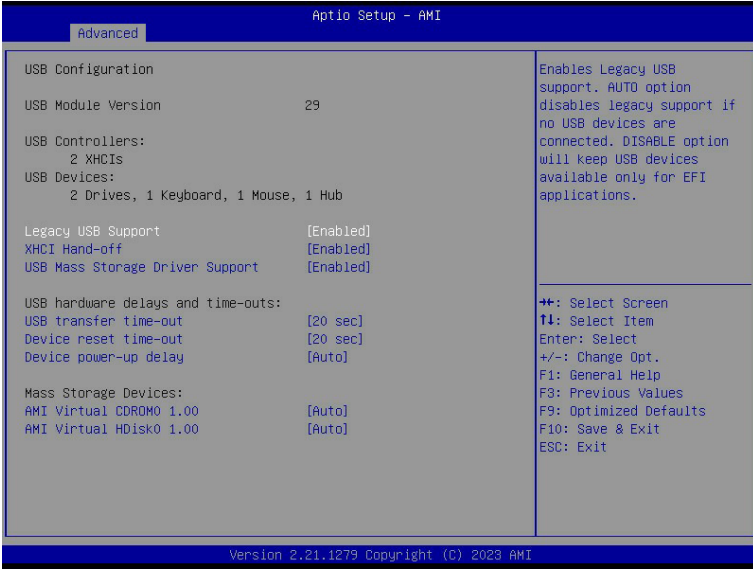 Aptio Setup – AMI
Advanced
USB Configuration
USB Module Version 29
USB Controllers:
2 XHCIs
USB Devices:
2 Drives, 1 Keyboard, 1 Mouse, 1 Hub
Legacy USB Support [Enabled]
XHCI Hand-off [Enabled]
USB Mass Storage Driver Support [Enabled]
USB hardware delays and time-outs:
USB transfer time-out [20 sec]
Device reset time-out [20 sec]
Device power-up delay [Auto]
Mass Storage Devices:
AMI Virtual CDROM0 1.00 [Auto]
AMI Virtual HDisk0 1.00 [Auto]
Enables Legacy USB
support. AUTO option
disables legacy support if
no USB devices are
connected. DISABLE option
will keep USB devices
available only for EFI
applications.
→←: Select Screen
↑↓: Select Item
Enter: Select
+/-: Change Opt.
F1: General Help
F3: Previous Values
F9: Optimized Defaults
F10: Save & Exit
ESC: Exit
Version 2.21.1279 Copyright (C) 2023 AMI